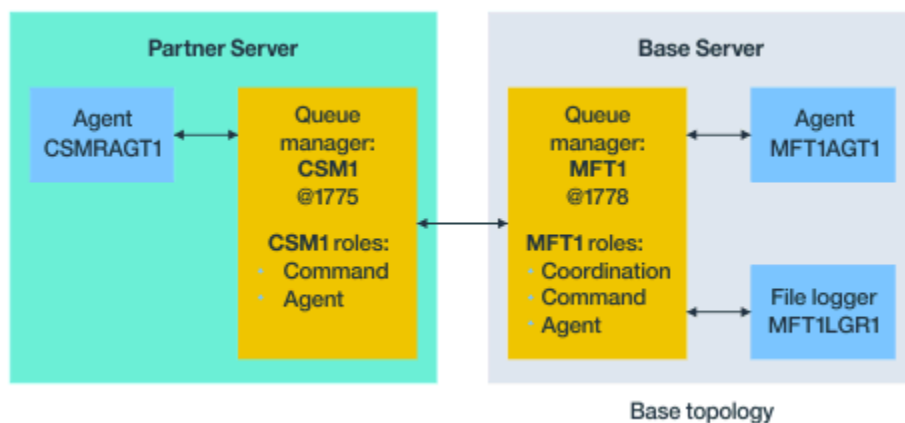 Partner Server
Agent
CSMRAGT1
Queue
manager:
CSM1
@1775
CSM1 roles:
• Command
• Agent
Base Server
Queue
manager:
MFT1
@1778
MFT1 roles:
• Coordination
• Command
• Agent
Agent
MFT1AGT1
File logger
MFT1LGR1
Base topology